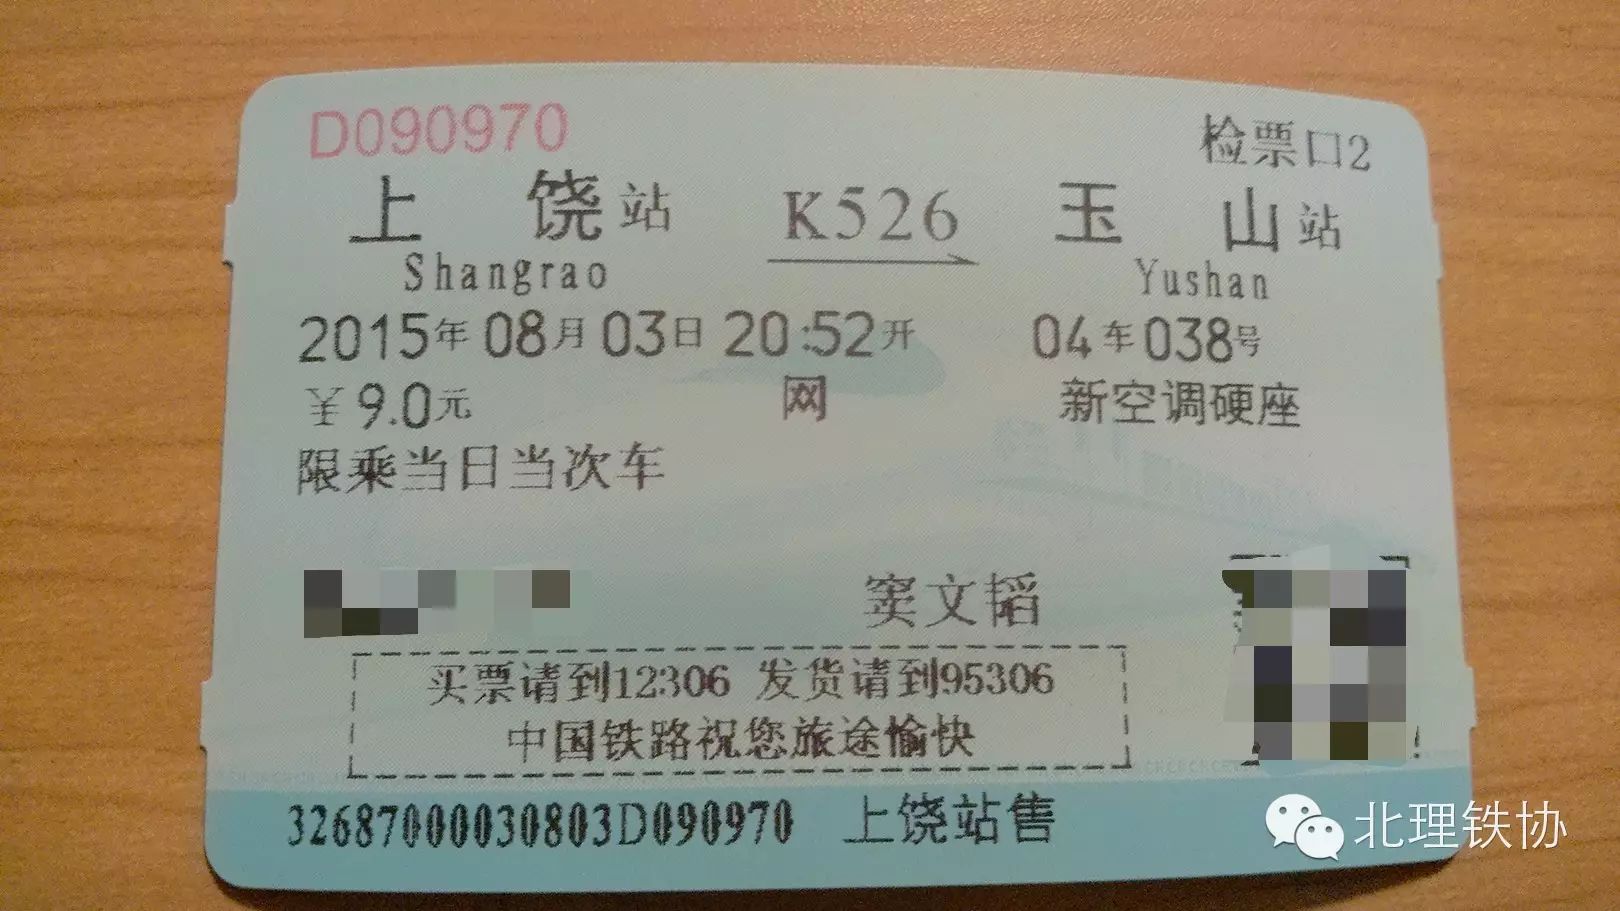 D090970 检票口2
上饶站 K526 玉山站
Shangrao Yushan
2015年08月03日20:52开 04车038号
￥9.0元 网 新空调硬座
限乘当日当次车
窦文韬
买票请到12306 发货请到95306
中国铁路祝您旅途愉快
32687000030803D090970 上饶站售
北理铁协